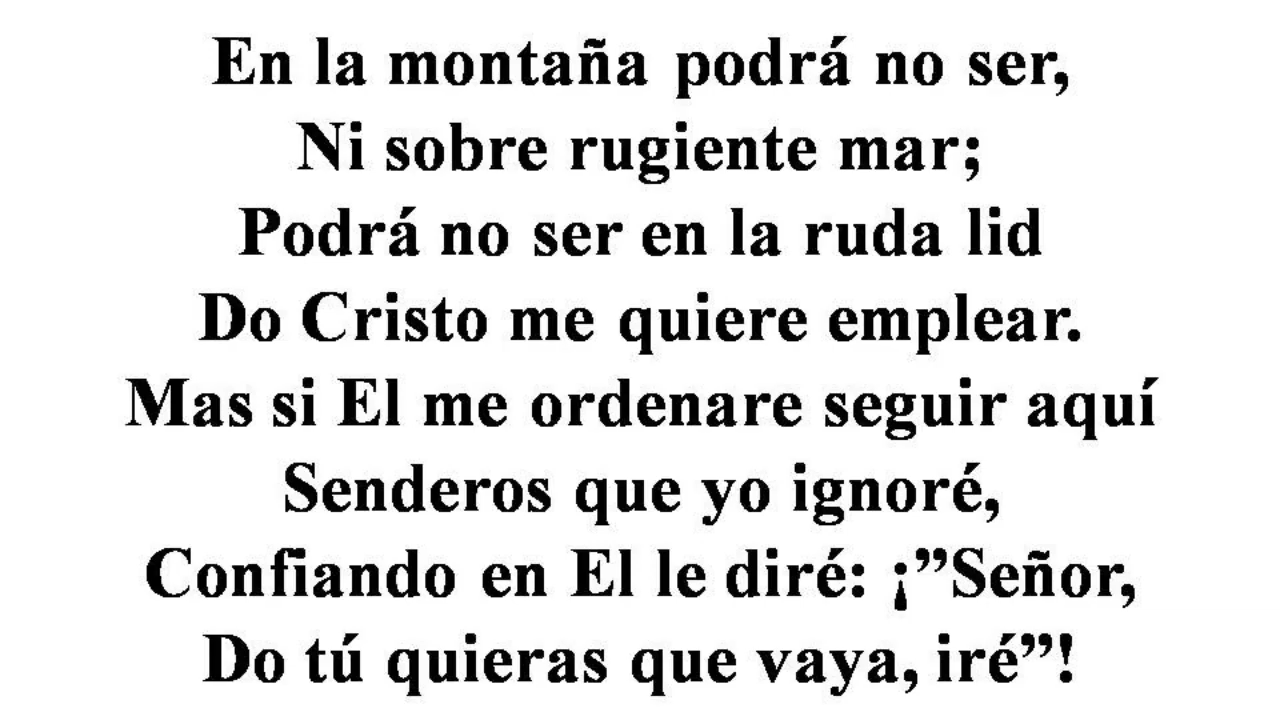 En la montaña podrá no ser,
Ni sobre rugiente mar;
Podrá no ser en la ruda lid
Do Cristo me quiere emplear.
Mas si El me ordenare seguir aquí
Senderos que yo ignoré,
Confiando en El le diré: ¡”Señor,
Do tú quieras que vaya, iré”!